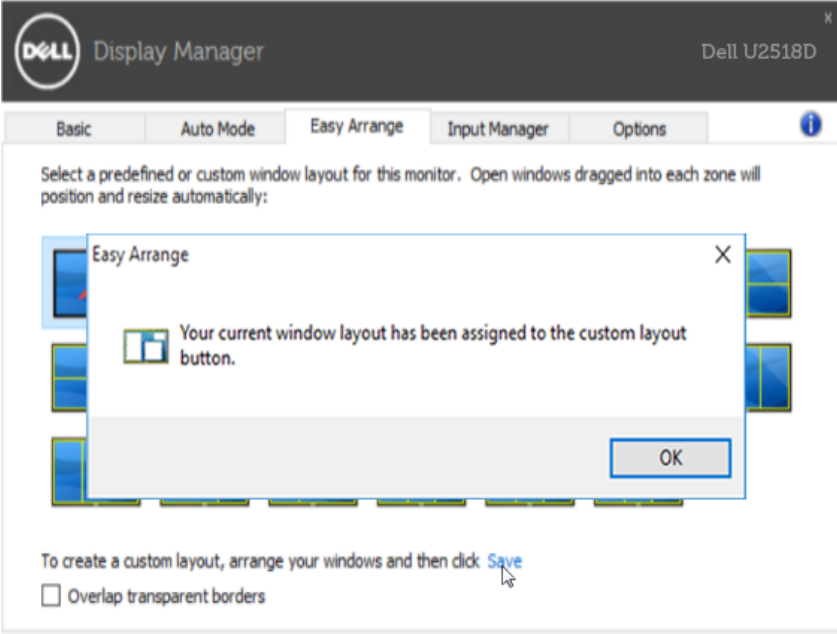 X
DELL Display Manager
Dell U2518D
Basic Auto Mode Easy Arrange Input Manager Options i
Select a predefined or custom window layout for this monitor. Open windows dragged into each zone will
position and resize automatically:
Easy Arrange X
Your current window layout has been assigned to the custom layout
button.
OK
To create a custom layout, arrange your windows and then click Save
Overlap transparent borders